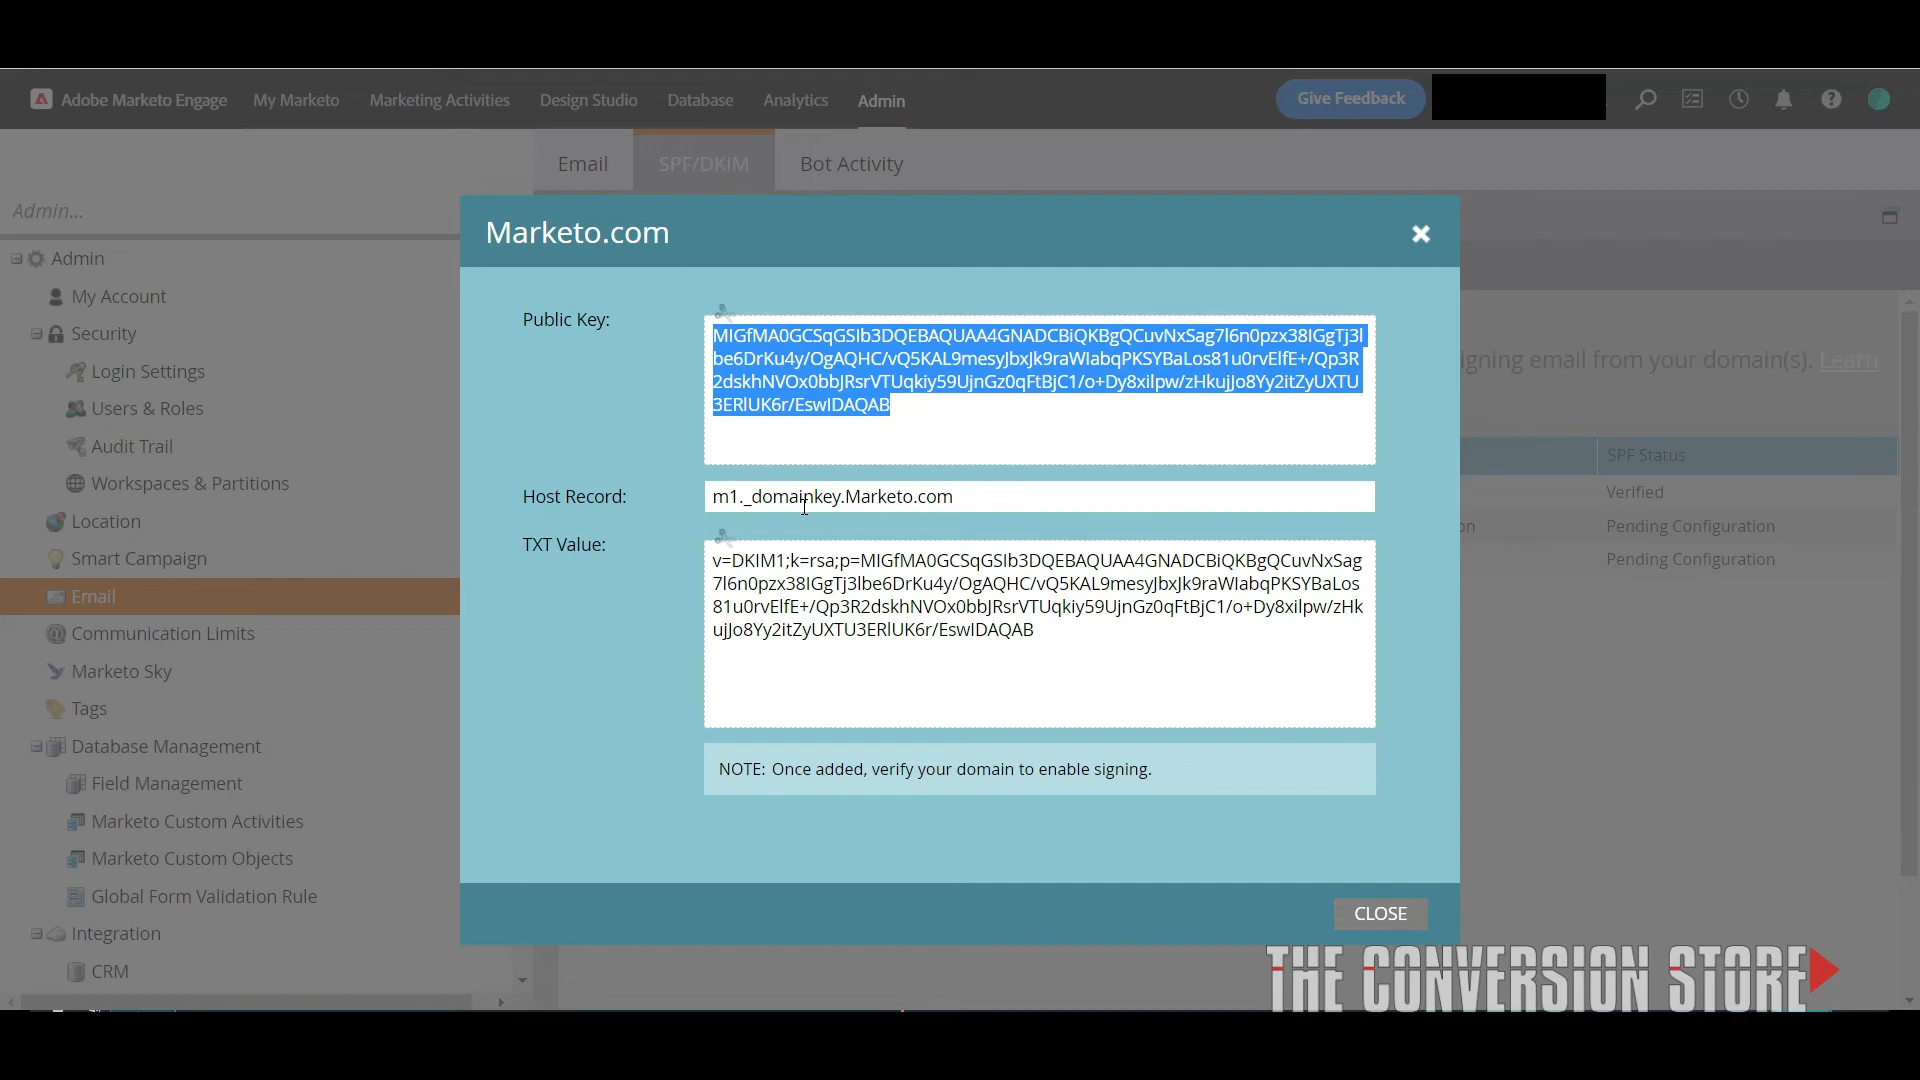 Adobe Marketo Engage
My Marketo
Marketing Activities
Design Studio
Database
Analytics
Admin
Give Feedback
Email
SPF/DKIM
Bot Activity
Admin...
Admin
My Account
Security
Login Settings
Users & Roles
Audit Trail
Workspaces & Partitions
Location
Smart Campaign
Email
Communication Limits
Marketo Sky
Tags
Database Management
Field Management
Marketo Custom Activities
Marketo Custom Objects
Global Form Validation Rule
Integration
CRM
Marketo.com
Public Key:
MIGfMA0GCSqGSIb3DQEBAQUAA4GNADCBiQKBgQCuvNxSag7l6n0pzx38IGgTj3l
be6DrKu4y/OgAQHC/vQ5KAL9mesyJbxJk9raWIabqPKSYBaLos81u0rvElfE+/Qp3R
2dskhNVOx0bbJRsrVTUqkiy59UjnGz0qFtBjC1/o+Dy8xilpw/zHkujJo8Yy2itZyUXTU
3ERlUK6r/EswIDAQAB
Host Record:
m1._domainkey.Marketo.com
TXT Value:
v=DKIM1;k=rsa;p=MIGfMA0GCSqGSIb3DQEBAQUAA4GNADCBiQKBgQCuvNxSag
7l6n0pzx38IGgTj3lbe6DrKu4y/OgAQHC/vQ5KAL9mesyJbxJk9raWIabqPKSYBaLos
81u0rvElfE+/Qp3R2dskhNVOx0bbJRsrVTUqkiy59UjnGz0qFtBjC1/o+Dy8xilpw/zHk
ujJo8Yy2itZyUXTU3ERlUK6r/EswIDAQAB
NOTE: Once added, verify your domain to enable signing.
CLOSE
igning email from your domain(s). Learn
SPF Status
Verified
on
Pending Configuration
Pending Configuration
THE CONVERSION STORE